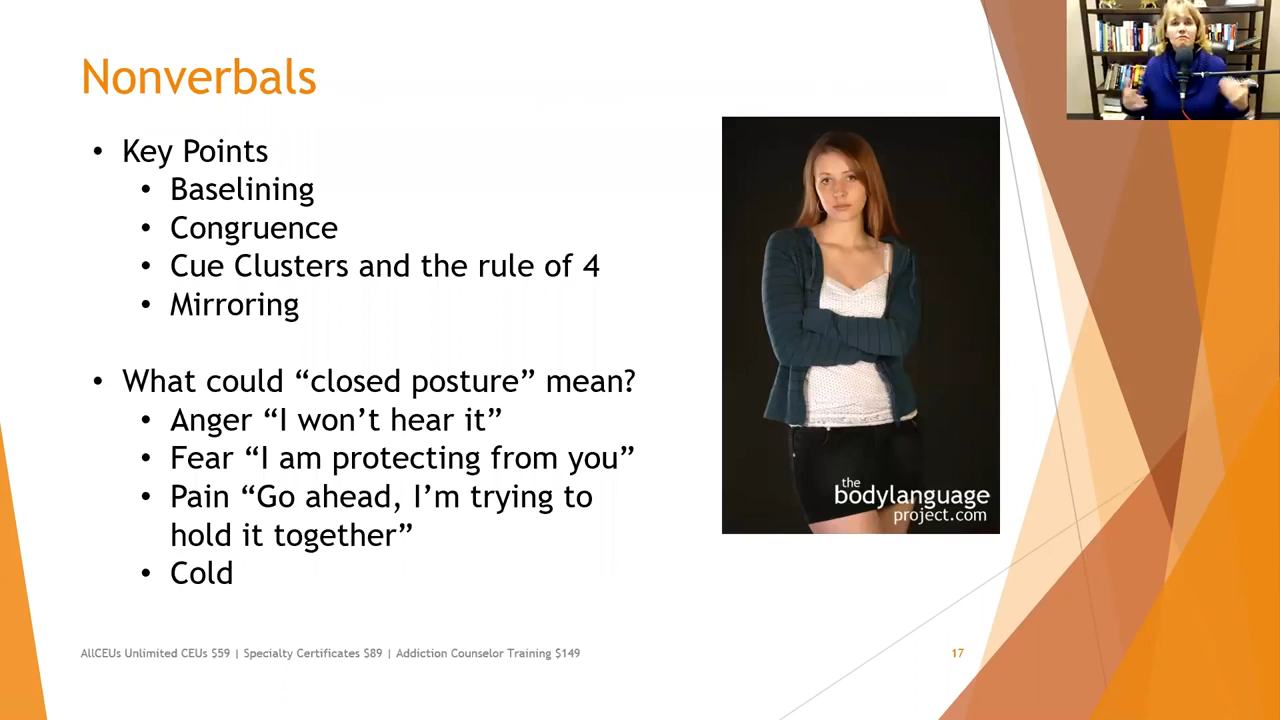 Nonverbals
• Key Points
• Baselining
• Congruence
• Cue Clusters and the rule of 4
• Mirroring
• What could “closed posture” mean?
• Anger “I won’t hear it”
• Fear “I am protecting from you”
• Pain “Go ahead, I’m trying to
hold it together”
• Cold
the
bodylanguage
project.com
AllCEUs Unlimited CEUs $59 | Specialty Certificates $89 | Addiction Counselor Training $149
17